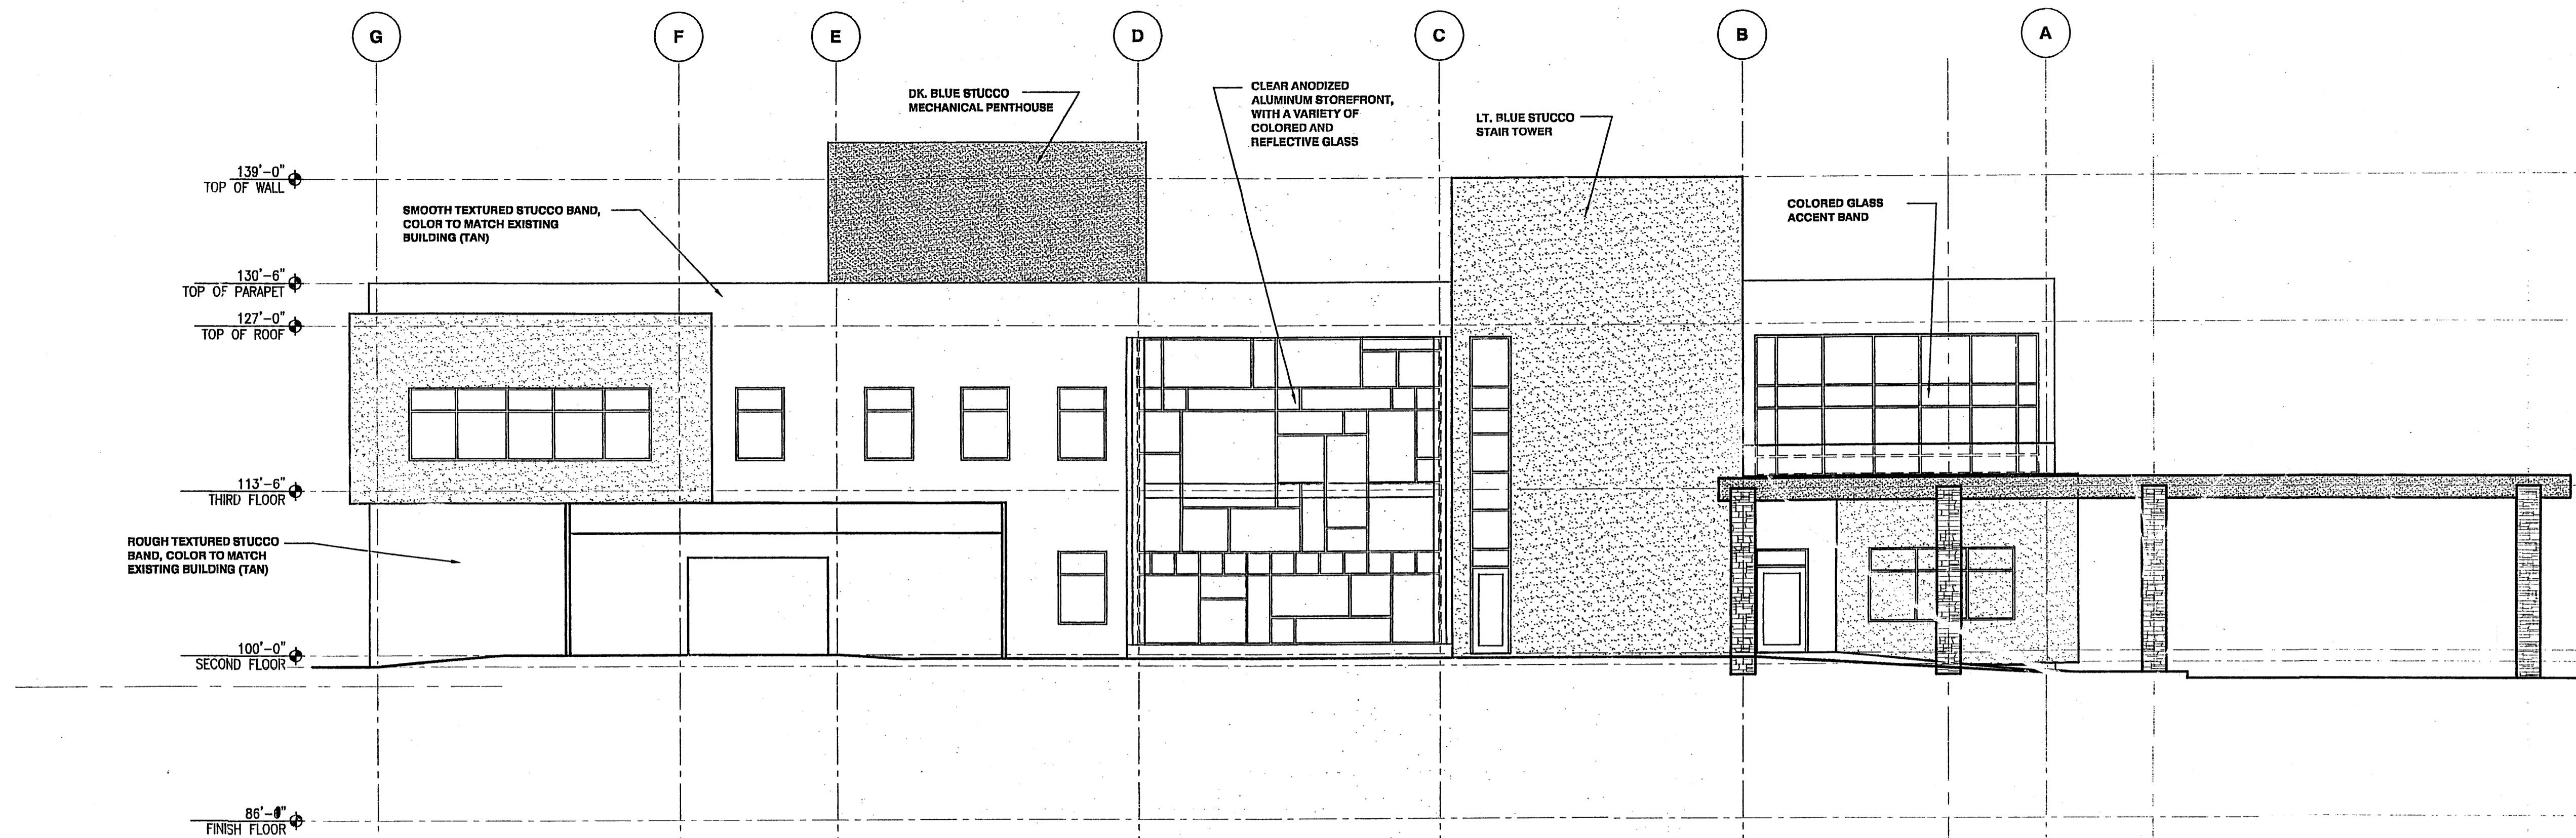 G
F
E
D
C
B
A
DK. BLUE STUCCO
MECHANICAL PENTHOUSE
CLEAR ANODIZED
ALUMINUM STOREFRONT,
WITH A VARIETY OF
COLORED AND
REFLECTIVE GLASS
LT. BLUE STUCCO
STAIR TOWER
139'-0"
TOP OF WALL
SMOOTH TEXTURED STUCCO BAND,
COLOR TO MATCH EXISTING
BUILDING (TAN)
COLORED GLASS
ACCENT BAND
130'-6"
TOP OF PARAPET
127'-0"
TOP OF ROOF
113'-6"
THIRD FLOOR
ROUGH TEXTURED STUCCO
BAND, COLOR TO MATCH
EXISTING BUILDING (TAN)
100'-0"
SECOND FLOOR
FINISH FLOOR